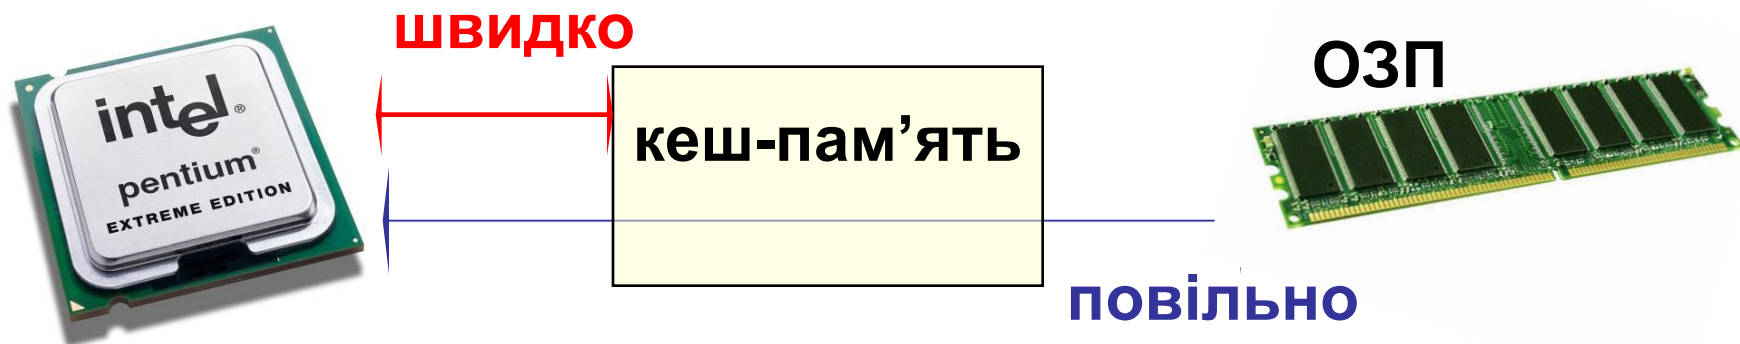 швидко
ОЗП
intel®
pentium®
EXTREME EDITION
кеш-пам’ять
повільно